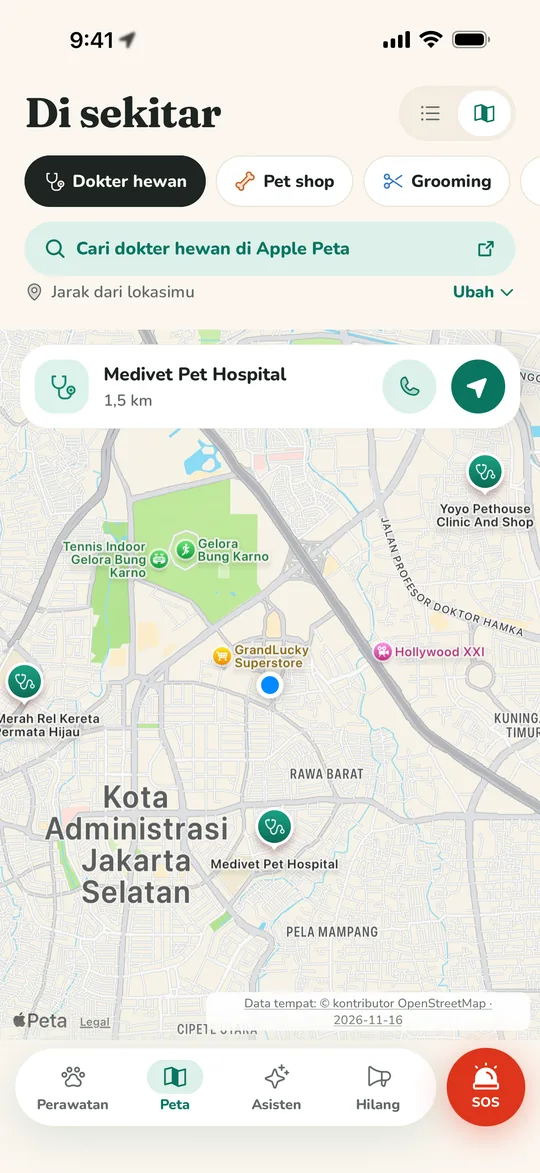 9:41
Di sekitar
Dokter hewan
Pet shop
Grooming
Cari dokter hewan di Apple Peta
Jarak dari lokasimu
Ubah
Medivet Pet Hospital
1,5 km
Yoyo Pethouse
Clinic And Shop
Tennis Indoor
Gelora Bung
Karno
Gelora
Bung Karno
JALAN PROFESOR DOKTOR HAMKA
GrandLucky
Superstore
Hollywood XXI
Merah Rel Kereta
Permata Hijau
KUNING
TIMUR
RAWA BARAT
Kota
Administrasi
Jakarta
Selatan
Medivet Pet Hospital
PELA MAMPANG
Peta
Legal
Data tempat: © kontributor OpenStreetMap ·
2026-11-16
CIPETE UTARA
Perawatan
Peta
Asisten
Hilang
SOS